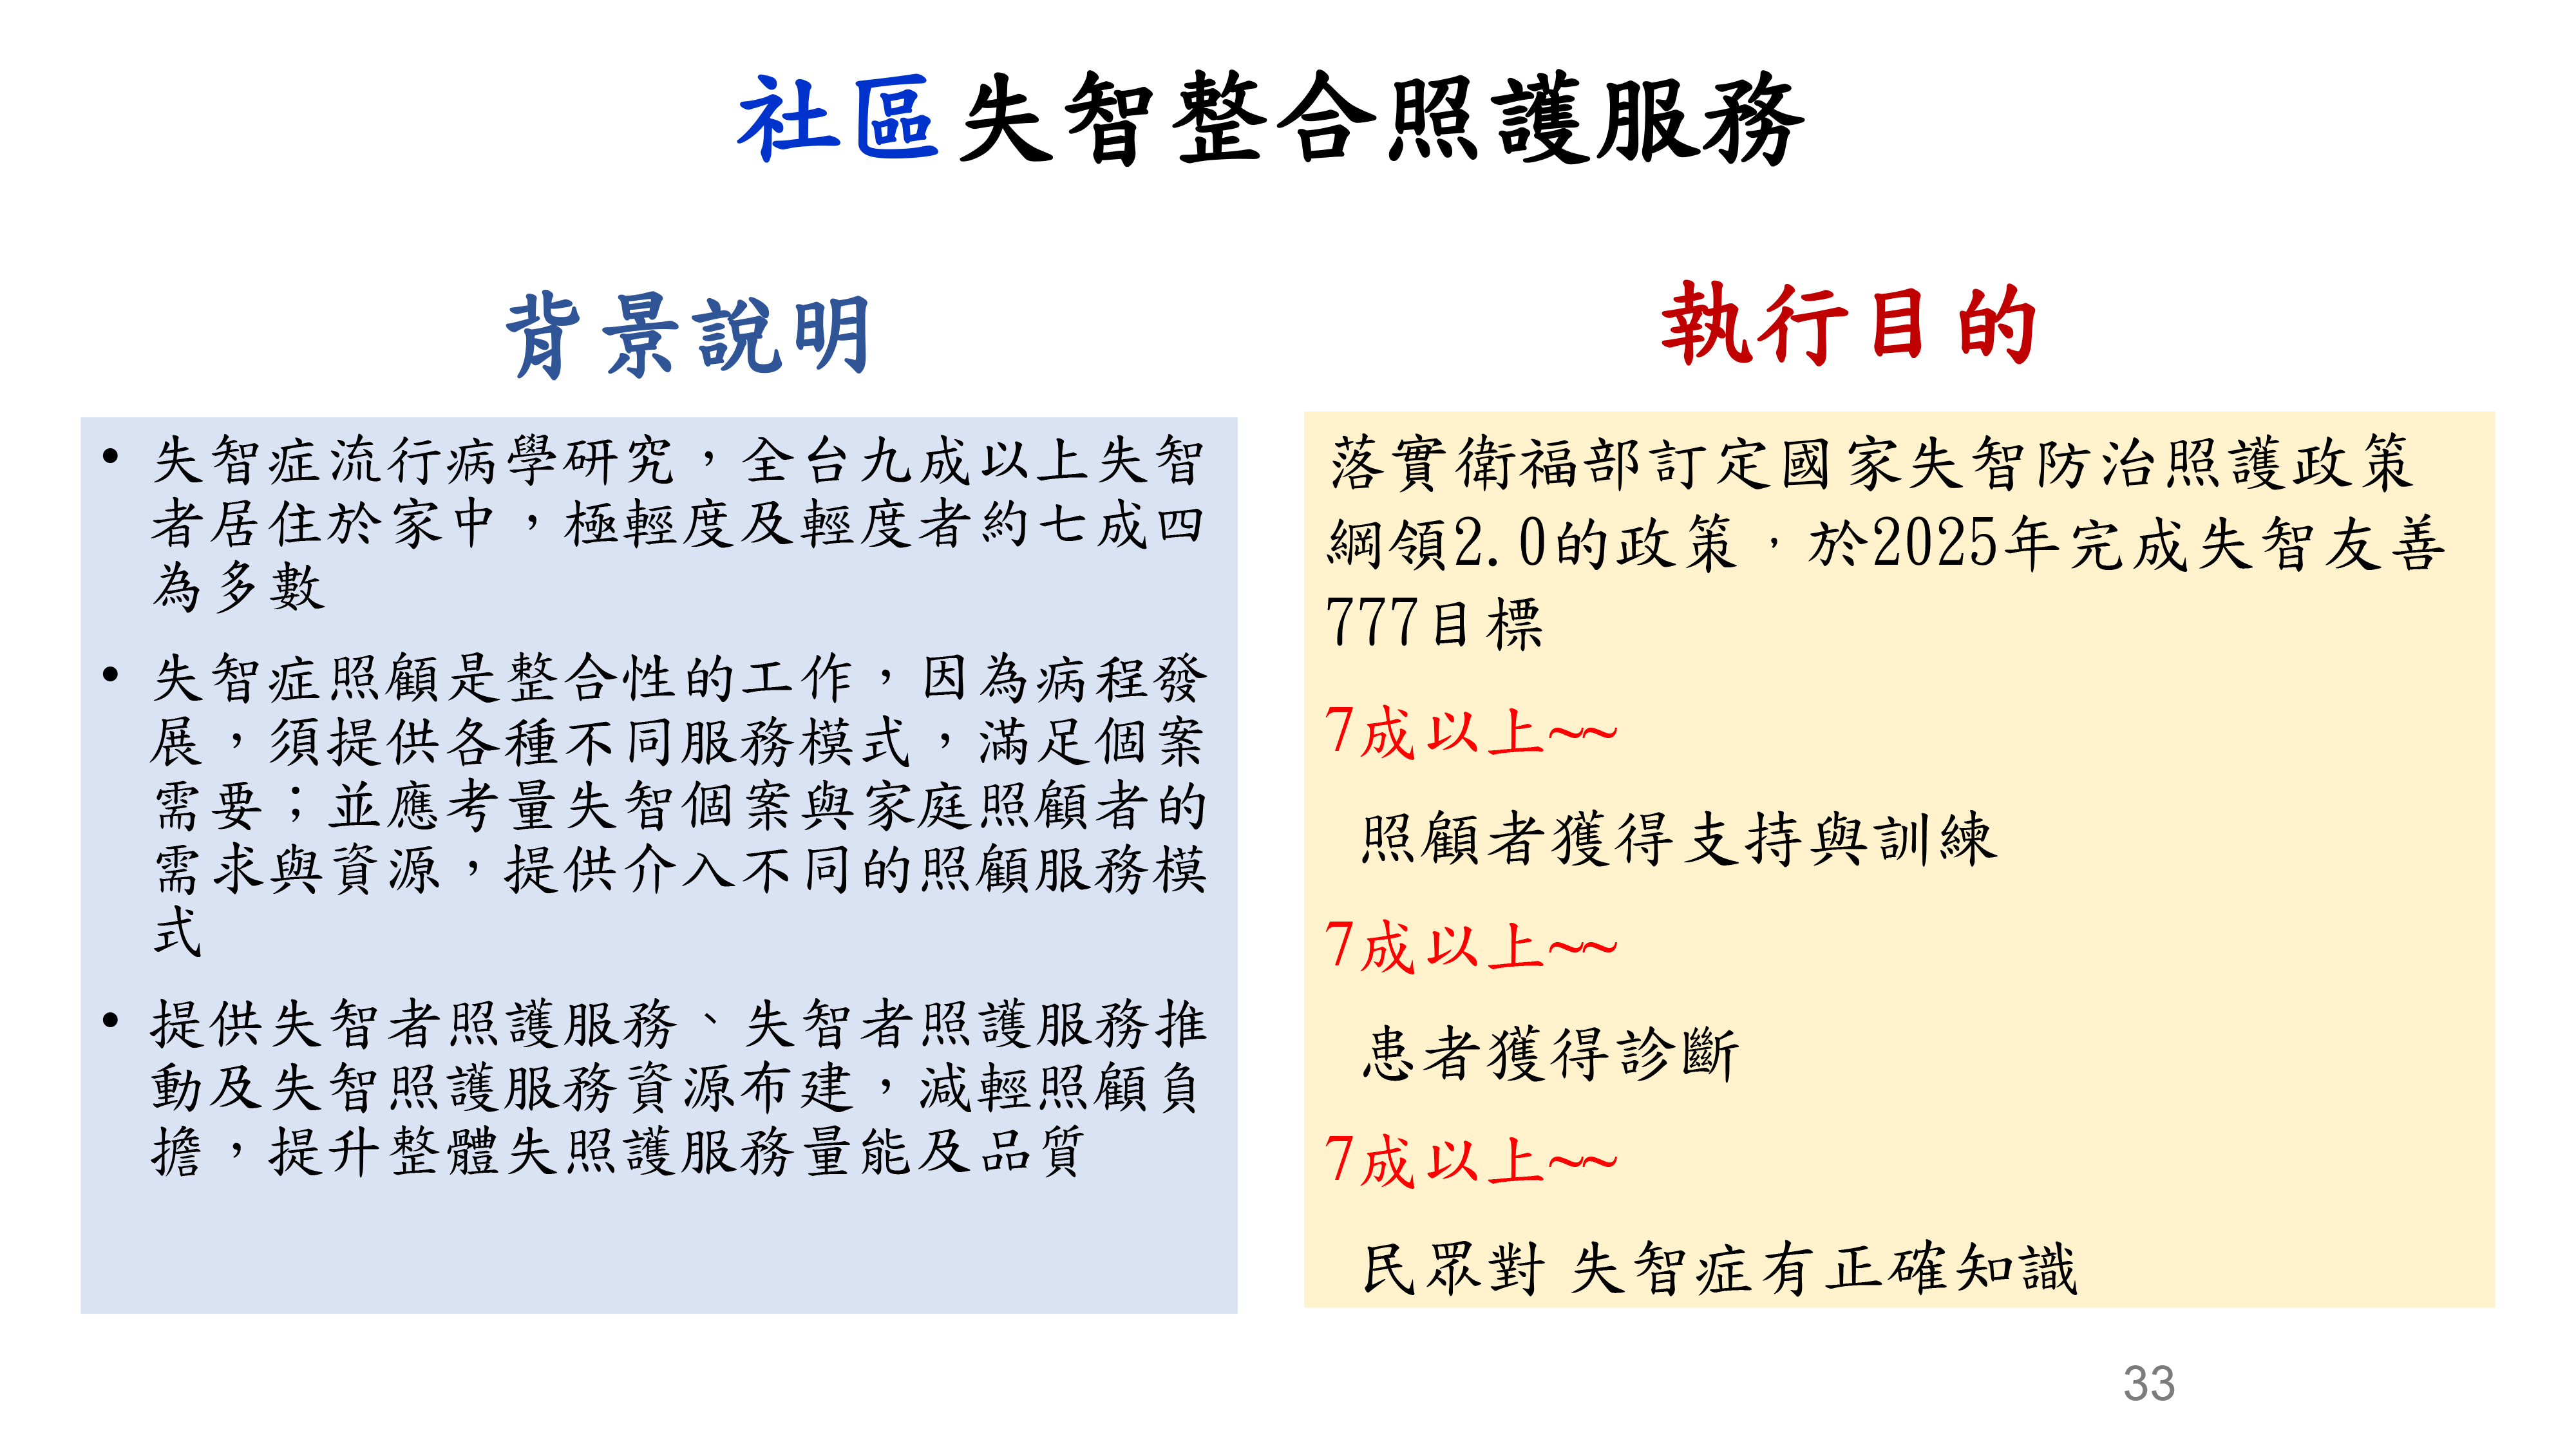 社區失智整合照護服務
背景說明
• 失智症流行病學研究，全台九成以上失智
者居住於家中，極輕度及輕度者約七成四
為多數
• 失智症照顧是整合性的工作，因為病程發
展，須提供各種不同服務模式，滿足個案
需要；並應考量失智個案與家庭照顧者的
需求與資源，提供介入不同的照顧服務模
式
• 提供失智者照護服務、失智者照護服務推
動及失智照護服務資源布建，減輕照顧負
擔，提升整體失照護服務量能及品質
執行目的
落實衛福部訂定國家失智防治照護政策
綱領2.0的政策，於2025年完成失智友善
777目標
7成以上~~
照顧者獲得支持與訓練
7成以上~~
患者獲得診斷
7成以上~~
民眾對 失智症有正確知識
33